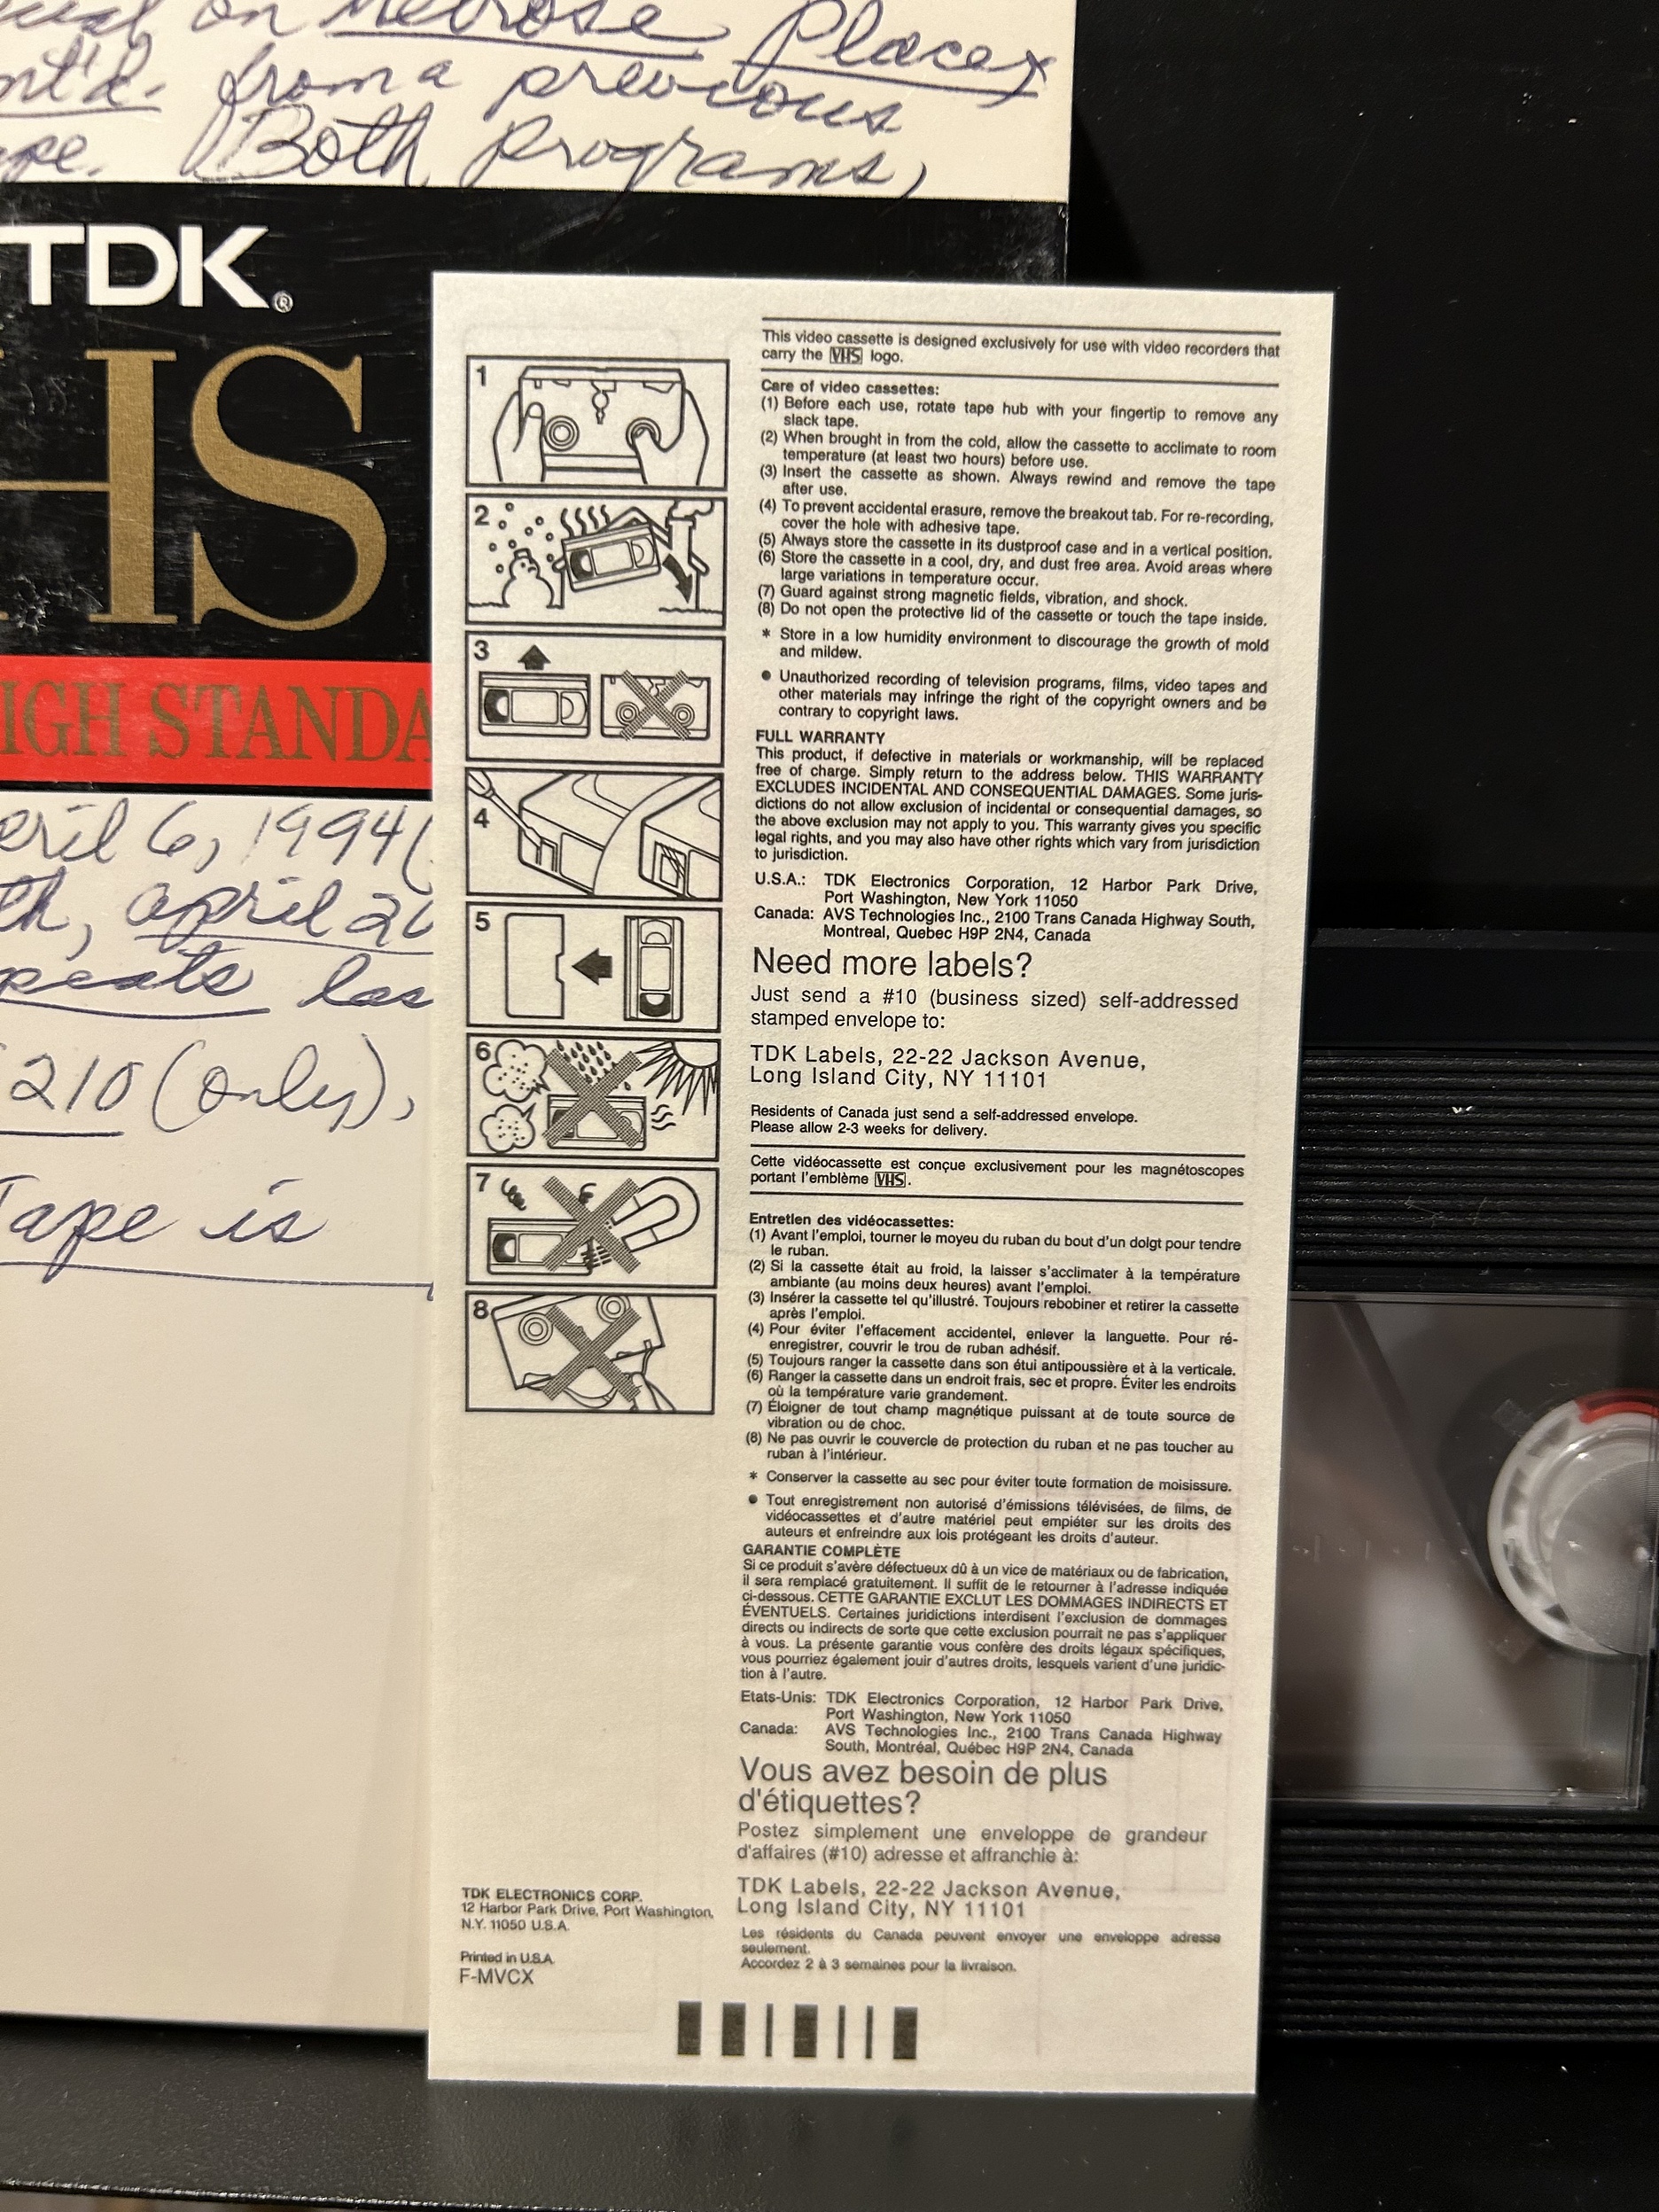 on Melrose Place
from a previous
Both programs,
TDK®
HS
HIGH STANDA
April 6, 1994(
April 2
210 (only),
Tape is
1
2
3
4
5
6
7
8
TDK ELECTRONICS CORP.
12 Harbor Park Drive, Port Washington,
N.Y. 11050 U.S.A.
Printed in U.S.A.
F-MVCX
This video cassette is designed exclusively for use with video recorders that
carry the VHS logo.
Care of video cassettes:
(1) Before each use, rotate tape hub with your fingertip to remove any
slack tape.
(2) When brought in from the cold, allow the cassette to acclimate to room
temperature (at least two hours) before use.
(3) Insert the cassette as shown. Always rewind and remove the tape
after use.
(4) To prevent accidental erasure, remove the breakout tab. For re-recording,
cover the hole with adhesive tape.
(5) Always store the cassette in its dustproof case and in a vertical position.
(6) Store the cassette in a cool, dry, and dust free area. Avoid areas where
large variations in temperature occur.
(7) Guard against strong magnetic fields, vibration, and shock.
(8) Do not open the protective lid of the cassette or touch the tape inside.
* Store in a low humidity environment to discourage the growth of mold
and mildew.
● Unauthorized recording of television programs, films, video tapes and
other materials may infringe the right of the copyright owners and be
contrary to copyright laws.
FULL WARRANTY
This product, if defective in materials or workmanship, will be replaced
free of charge. Simply return to the address below. THIS WARRANTY
EXCLUDES INCIDENTAL AND CONSEQUENTIAL DAMAGES. Some juris-
dictions do not allow exclusion of incidental or consequential damages, so
the above exclusion may not apply to you. This warranty gives you specific
legal rights, and you may also have other rights which vary from jurisdiction
to jurisdiction.
U.S.A.: TDK Electronics Corporation, 12 Harbor Park Drive,
Port Washington, New York 11050
Canada: AVS Technologies Inc., 2100 Trans Canada Highway South,
Montreal, Quebec H9P 2N4, Canada
Need more labels?
Just send a #10 (business sized) self-addressed
stamped envelope to:
TDK Labels, 22-22 Jackson Avenue,
Long Island City, NY 11101
Residents of Canada just send a self-addressed envelope.
Please allow 2-3 weeks for delivery.
Cette vidéocassette est conçue exclusivement pour les magnétoscopes
portant l'emblème VHS.
Entretien des vidéocassettes:
(1) Avant l'emploi, tourner le moyeu du ruban du bout d'un dolgt pour tendre
le ruban.
(2) Si la cassette était au froid, la laisser s'acclimater à la température
ambiante (au moins deux heures) avant l'emploi.
(3) Insérer la cassette tel qu'illustré. Toujours rebobiner et retirer la cassette
après l'emploi.
(4) Pour éviter l'effacement accidentel, enlever la languette. Pour ré-
enregistrer, couvrir le trou de ruban adhésif.
(5) Toujours ranger la cassette dans son étui antipoussière et à la verticale.
(6) Ranger la cassette dans un endroit frais, sec et propre. Éviter les endroits
où la température varie grandement.
(7) Éloigner de tout champ magnétique puissant at de toute source de
vibration ou de choc.
(8) Ne pas ouvrir le couvercle de protection du ruban et ne pas toucher au
ruban à l'intérieur.
* Conserver la cassette au sec pour éviter toute formation de moisissure.
● Tout enregistrement non autorisé d'émissions télévisées, de films, de
vidéocassettes et d'autre matériel peut empiéter sur les droits des
auteurs et enfreindre aux lois protégeant les droits d'auteur.
GARANTIE COMPLÈTE
Si ce produit s'avère défectueux dû à un vice de matériaux ou de fabrication,
il sera remplacé gratuitement. Il suffit de le retourner à l'adresse indiquée
ci-dessous. CETTE GARANTIE EXCLUT LES DOMMAGES INDIRECTS ET
ÉVENTUELS. Certaines juridictions interdisent l'exclusion de dommages
directs ou indirects de sorte que cette exclusion pourrait ne pas s'appliquer
à vous. La présente garantie vous confère des droits légaux spécifiques,
vous pourriez également jouir d'autres droits, lesquels varient d'une juridic-
tion à l'autre.
Etats-Unis: TDK Electronics Corporation, 12 Harbor Park Drive,
Port Washington, New York 11050
Canada: AVS Technologies Inc., 2100 Trans Canada Highway
South, Montréal, Québec H9P 2N4, Canada
Vous avez besoin de plus
d'étiquettes?
Postez simplement une enveloppe de grandeur
d'affaires (#10) adresse et affranchie à:
TDK Labels, 22-22 Jackson Avenue,
Long Island City, NY 11101
Les résidents du Canada peuvent envoyer une enveloppe adresse
seulement.
Accordez 2 à 3 semaines pour la livraison.